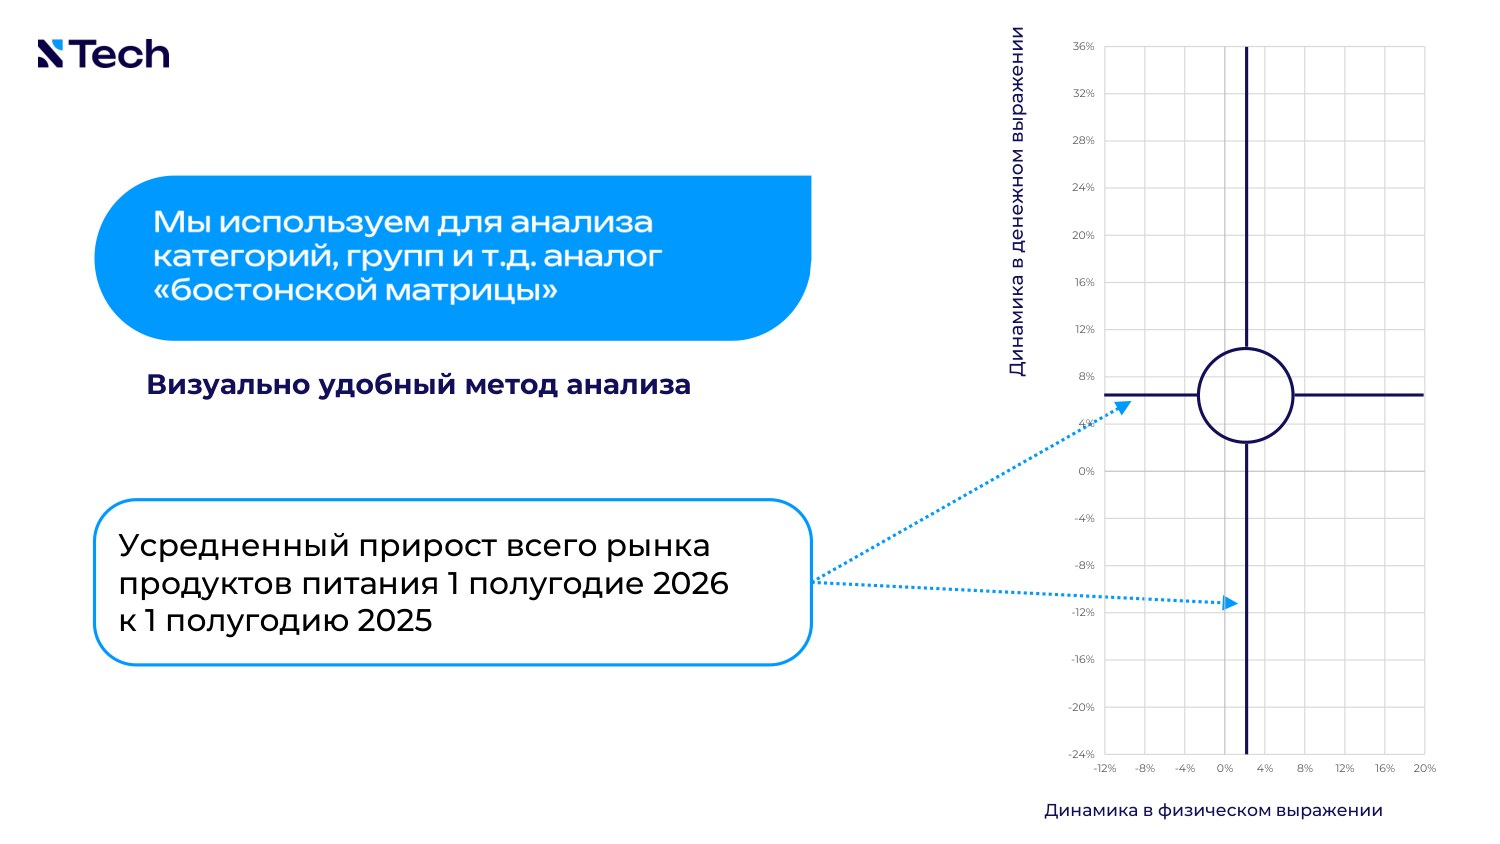 Tech
Мы используем для анализа
категорий, групп и т.д. аналог
«бостонской матрицы»
Визуально удобный метод анализа
Усредненный прирост всего рынка
продуктов питания 1 полугодие 2026
к 1 полугодию 2025
Динамика в денежном выражении
36%
32%
28%
24%
20%
16%
12%
8%
4%
0%
-4%
-8%
-12%
-16%
-20%
-24%
-12% -8% -4% 0% 4% 8% 12% 16% 20%
Динамика в физическом выражении